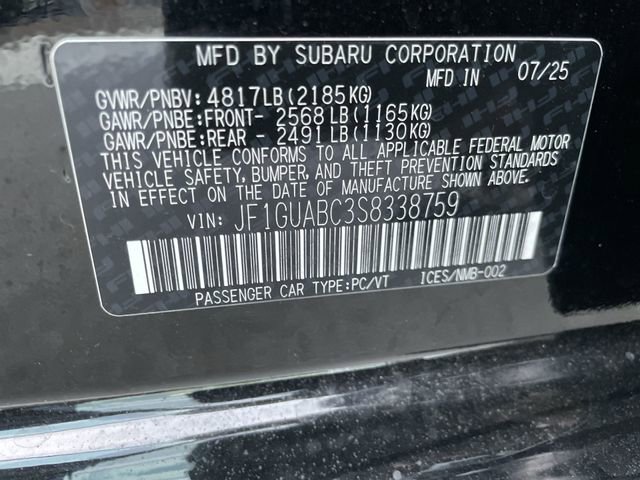 MFD BY SUBARU CORPORATION
MFD IN 07/25
GVWR/PNBV: 4817LB(2185KG)
GAWR/PNBE:FRONT- 2568LB(1165KG)
GAWR/PNBE:REAR - 2491LB(1130KG)
THIS VEHICLE CONFORMS TO ALL APPLICABLE FEDERAL MOTOR
VEHICLE SAFETY, BUMPER, AND THEFT PREVENTION STANDARDS
IN EFFECT ON THE DATE OF MANUFACTURE SHOWN ABOVE.
VIN: JF1GUABC3S8338759
PASSENGER CAR TYPE:PC/VT ICES/NMB-002